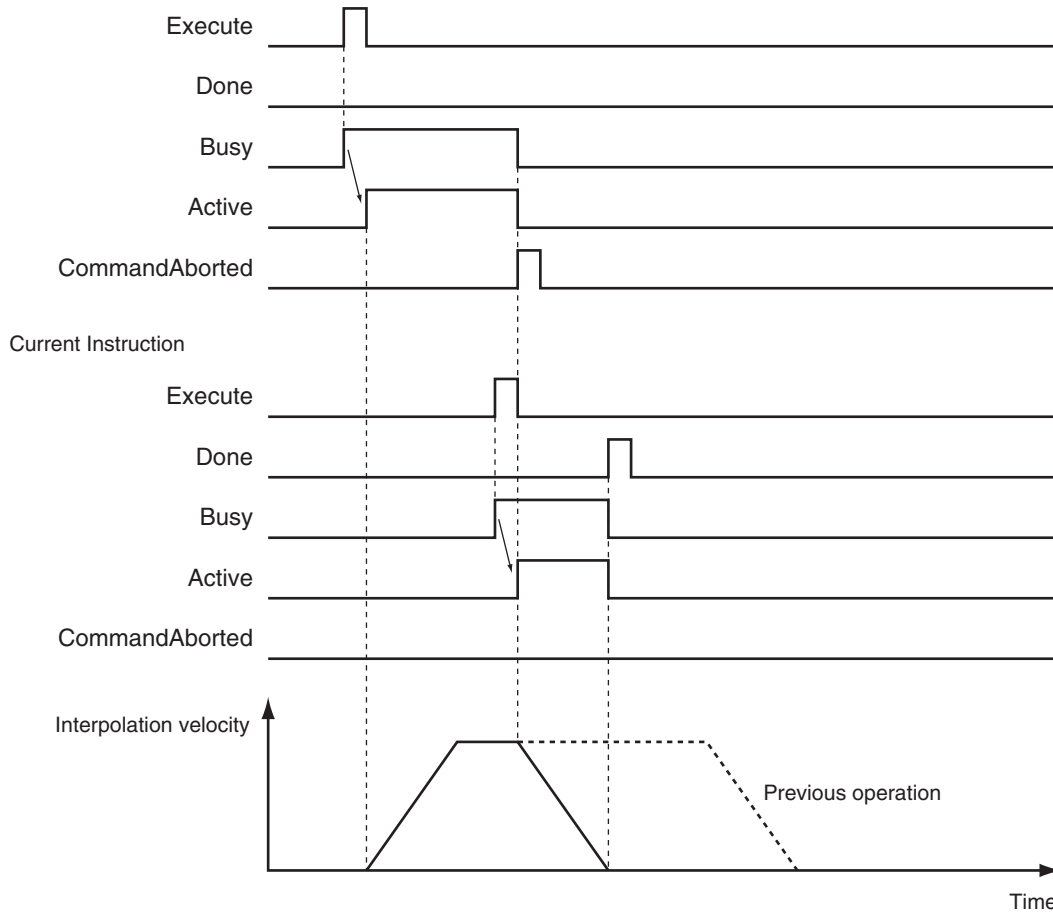 Execute
Done
Busy
Active
CommandAborted
Current Instruction
Execute
Done
Busy
Active
CommandAborted
Interpolation velocity
Previous operation
Time